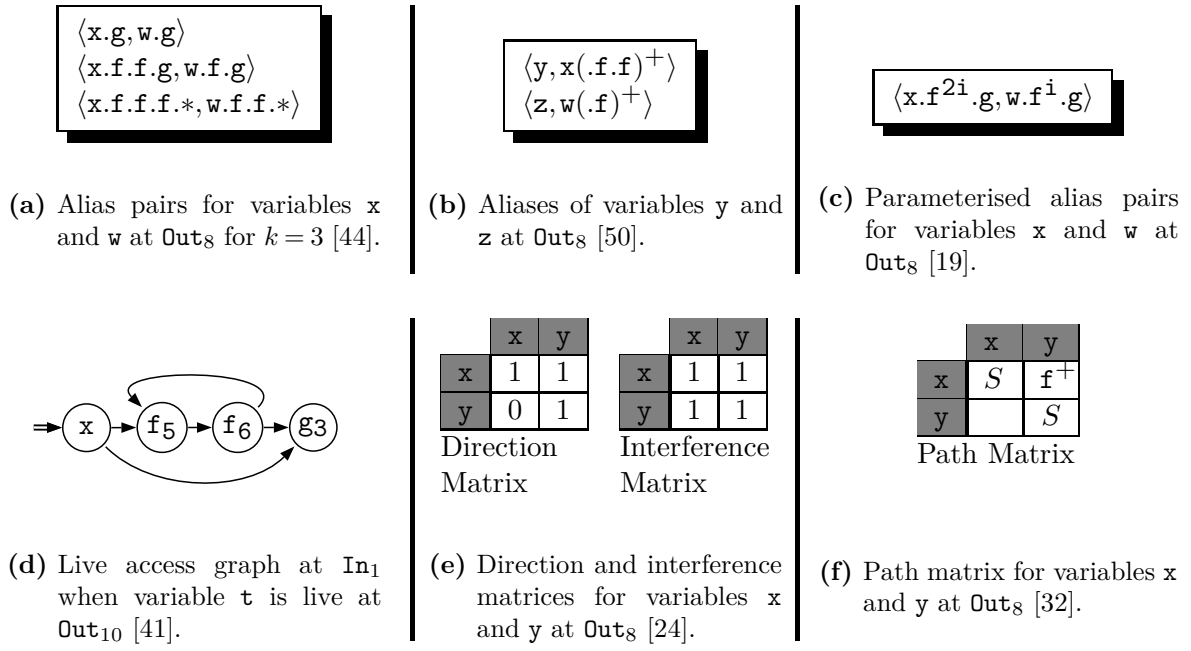 ⟨x.g,w.g⟩
⟨x.f.f.g,w.f.g⟩
⟨x.f.f.f.*,w.f.f.*⟩
(a) Alias pairs for variables x
and w at Out₈ for k = 3 [44].
⟨y,x(.f.f)⁺⟩
⟨z,w(.f)⁺⟩
(b) Aliases of variables y and
z at Out₈ [50].
⟨x.f²ⁱ.g,w.fⁱ.g⟩
(c) Parameterised alias pairs
for variables x and w at
Out₈ [19].
x f₅ f₆ g₃
(d) Live access graph at In₁
when variable t is live at
Out₁₀ [41].
x y
x 1 1
y 0 1
Direction
Matrix
x y
x 1 1
y 1 1
Interference
Matrix
(e) Direction and interference
matrices for variables x
and y at Out₈ [24].
x y
x S f⁺
y S
Path Matrix
(f) Path matrix for variables x
and y at Out₈ [32].